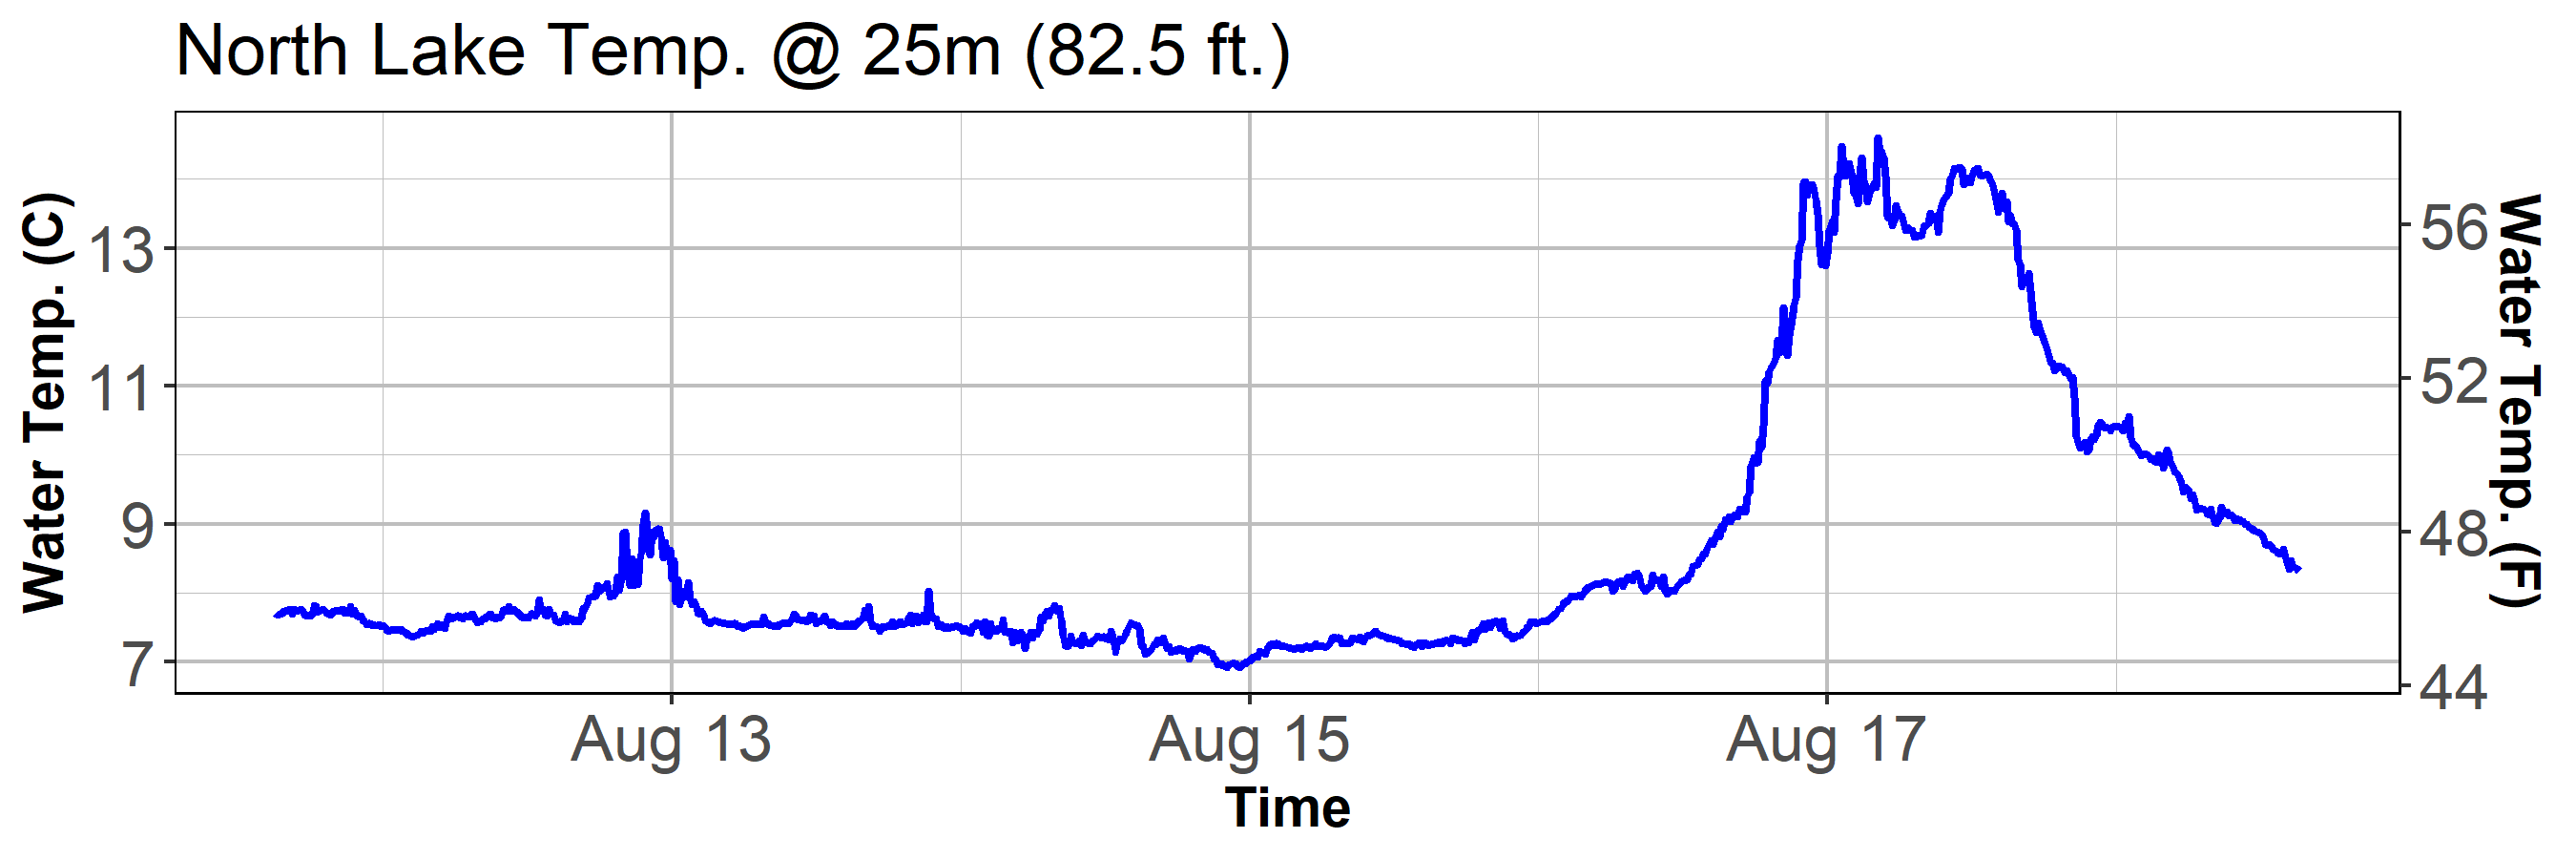 North Lake Temp. @ 25m (82.5 ft.)
Water Temp. (C)
13
11
9
7
56
52
48
44
Water Temp. (F)
Aug 13 Aug 15 Aug 17
Time